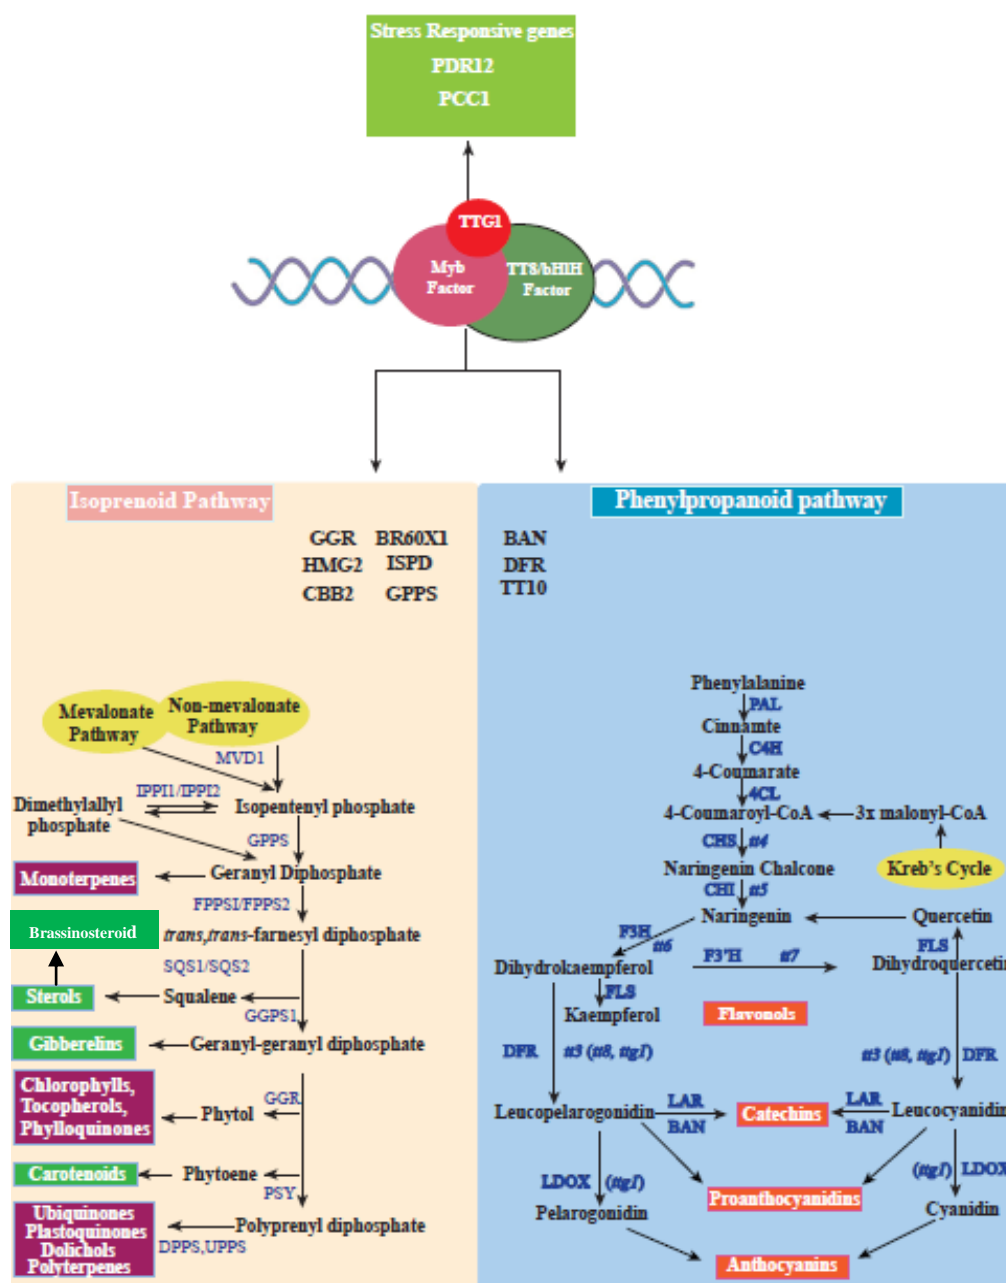 Stress Responsive genes
PDR12
PCC1
TTG1
Myb
Factor
TT8/bHlH
Factor
Isoprenoid Pathway
GGR BR60X1
HMG2 ISPD
CBB2 GPPS
Mevalonate
Pathway
Non-mevalonate
Pathway
MVD1
IPPI1/IPPI2
Dimethylallyl
phosphate
Isopentenyl phosphate
GPPS
Monoterpenes
Geranyl Diphosphate
FPPSI/FPPS2
Brassinosteroid
trans,trans-farnesyl diphosphate
SQS1/SQS2
Sterols
Squalene
GGPS1
Gibberelins
Geranyl-geranyl diphosphate
Chlorophylls,
Tocopherols,
Phylloquinones
Phytol
GGR
Carotenoids
Phytoene
PSY
Ubiquinones
Plastoquinones
Dolichols
Polyterpenes
Polyprenyl diphosphate
DPPS,UPPS
Phenylpropanoid pathway
BAN
DFR
TT10
Phenylalanine
PAL
Cinnamte
C4H
4-Coumarate
4CL
4-Coumaroyl-CoA
3x malonyl-CoA
CHS tt4
Kreb's Cycle
Naringenin Chalcone
CHI tt5
Naringenin
Quercetin
F3H
tt6
FLS
Dihydrokaempferol
F3'H tt7
Dihydroquercetin
FLS
Kaempferol
Flavonols
DFR tt3 (tt8, ttg1)
tt3 (tt8, ttg1) DFR
Leucopelarogonidin
LAR
BAN
Catechins
LAR
BAN
Leucocyanidin
LDOX (ttg1)
(ttg1) LDOX
Proanthocyanidins
Pelarogonidin
Cyanidin
Anthocyanins